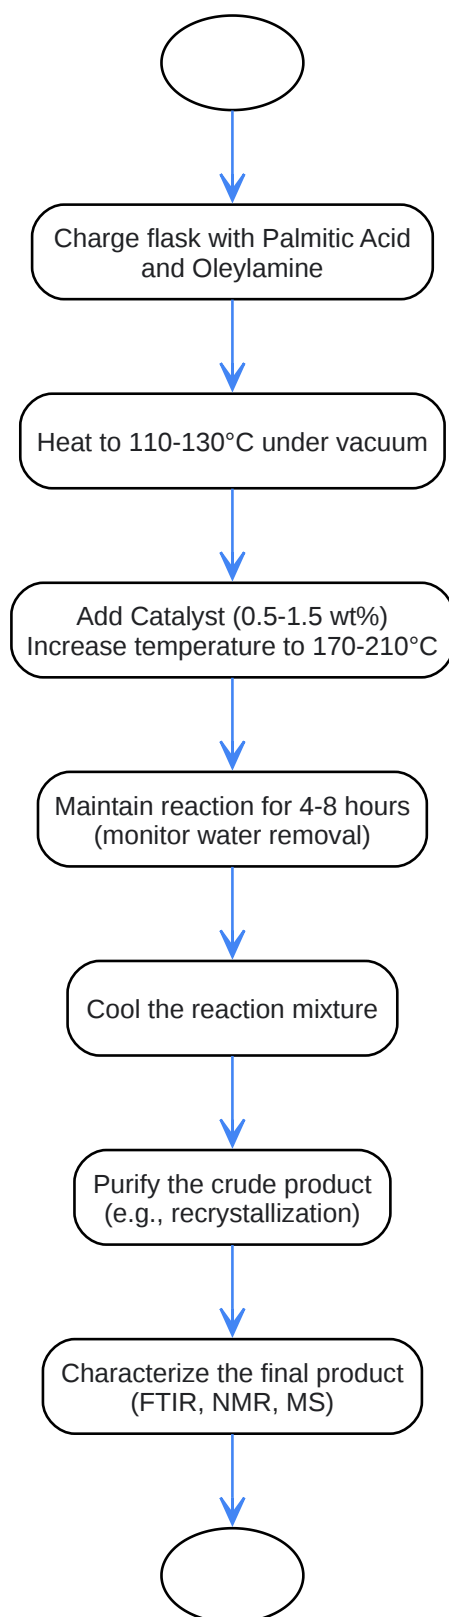 Charge flask with Palmitic Acid
and Oleylamine
Heat to 110-130°C under vacuum
Add Catalyst (0.5-1.5 wt%)
Increase temperature to 170-210°C
Maintain reaction for 4-8 hours
(monitor water removal)
Cool the reaction mixture
Purify the crude product
(e.g., recrystallization)
Characterize the final product
(FTIR, NMR, MS)